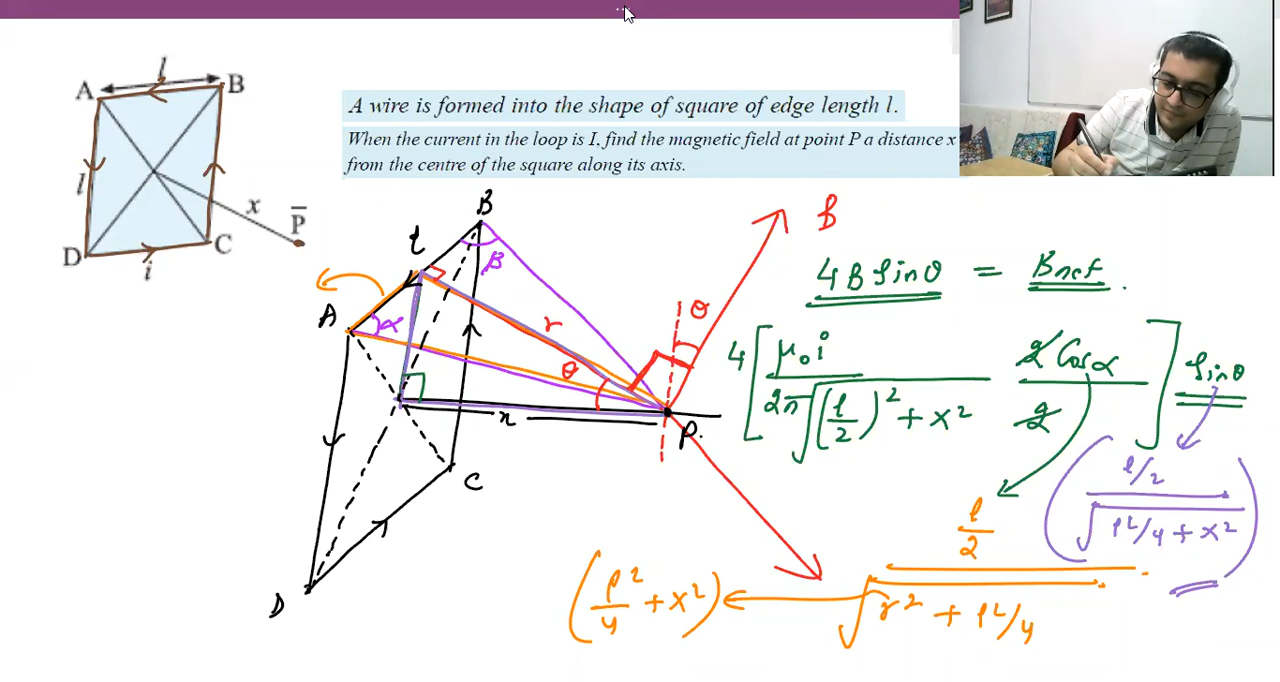 A l B
l
D i C
x
P
A wire is formed into the shape of square of edge length l.
When the current in the loop is I, find the magnetic field at point P a distance x
from the centre of the square along its axis.
B
l
β
A α
r
θ
x
P.
C
D
B
θ
4B sinθ = Bnet.
4 [ μ₀i / 2π√((l/2)² + x²) 2Cosα / 2 ] sinθ
( l/2 / √(l²/4 + x²) )
l/2
(l²/4 + x²) ← √(r² + l²/4)